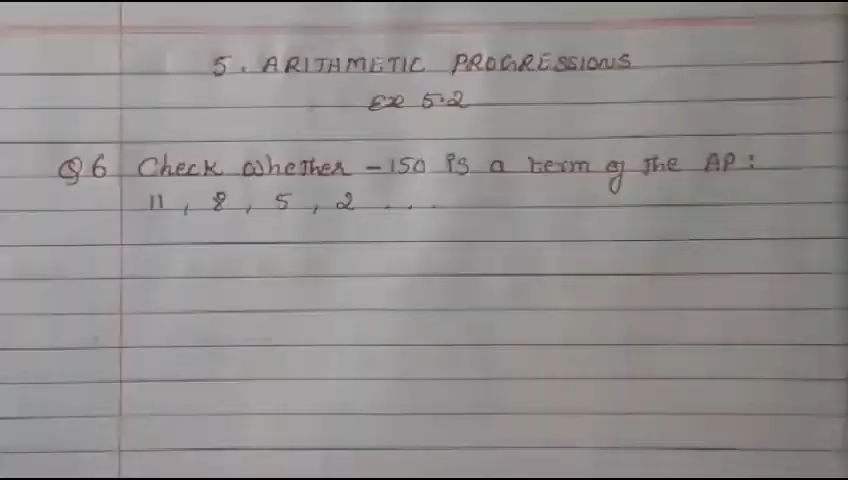 5. ARITHMETIC PROGRESSIONS
Ex 5.2
Q6 Check whether -150 is a term of the AP:
11, 8, 5, 2 ...